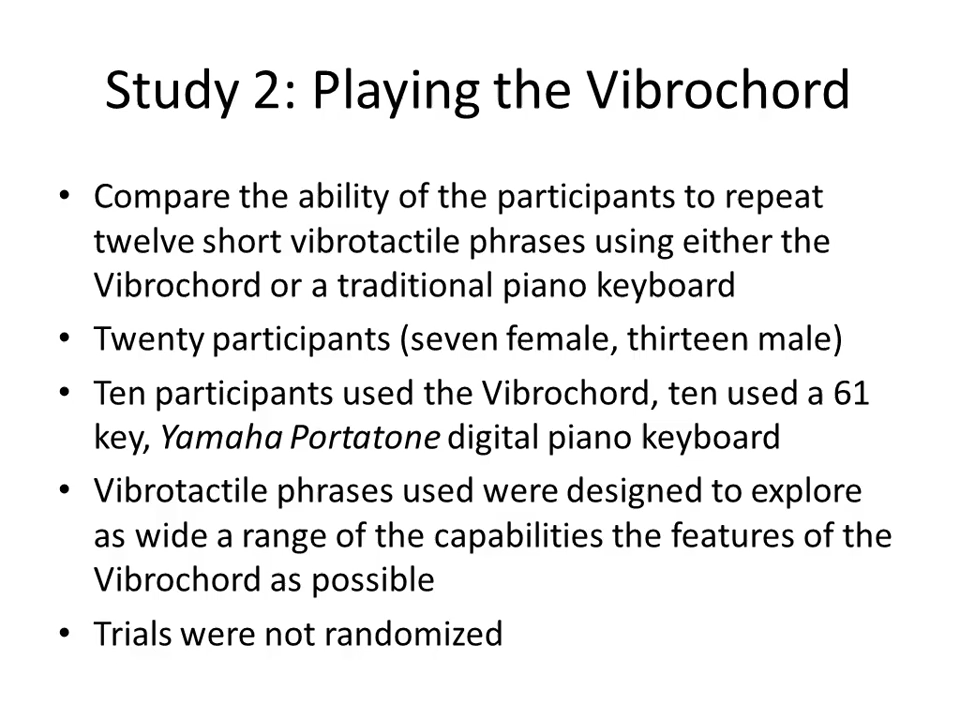 Study 2: Playing the Vibrochord
• Compare the ability of the participants to repeat
twelve short vibrotactile phrases using either the
Vibrochord or a traditional piano keyboard
• Twenty participants (seven female, thirteen male)
• Ten participants used the Vibrochord, ten used a 61
key, Yamaha Portatone digital piano keyboard
• Vibrotactile phrases used were designed to explore
as wide a range of the capabilities the features of the
Vibrochord as possible
• Trials were not randomized